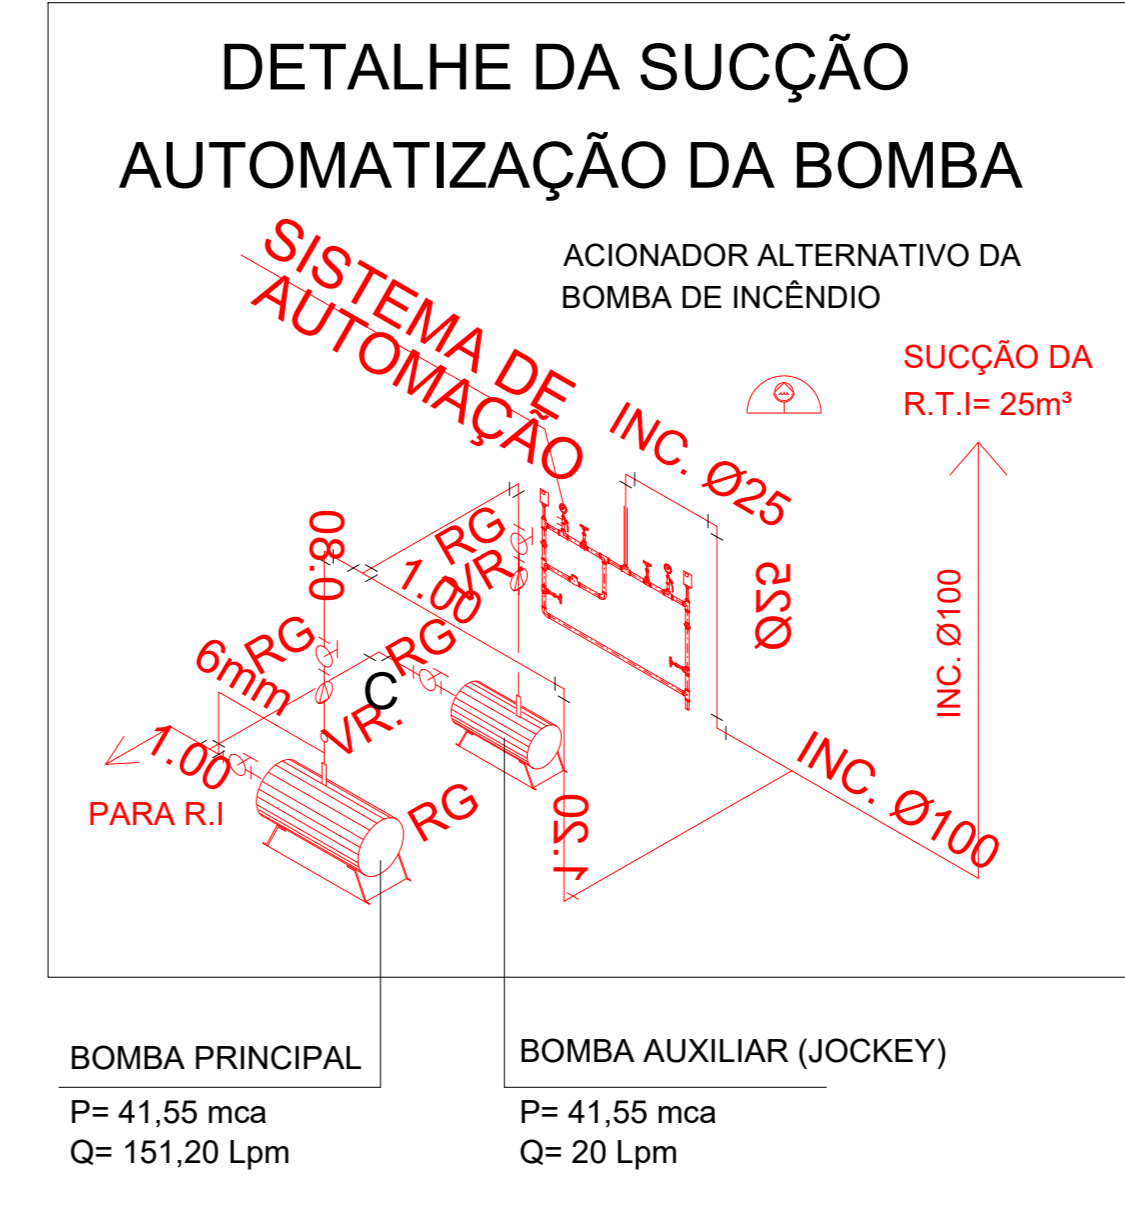 DETALHE DA SUCÇÃO
AUTOMATIZAÇÃO DA BOMBA
SISTEMA DE
AUTOMAÇÃO
ACIONADOR ALTERNATIVO DA
BOMBA DE INCÊNDIO
SUCÇÃO DA
R.T.I= 25m³
INC. Ø25
Ø25
INC. Ø100
INC. Ø100
RG
VR
0.80
1.00
RG
6mm
RG
C
VR.
1.00
PARA R.I
RG
1.20
BOMBA PRINCIPAL
P= 41,55 mca
Q= 151,20 Lpm
BOMBA AUXILIAR (JOCKEY)
P= 41,55 mca
Q= 20 Lpm